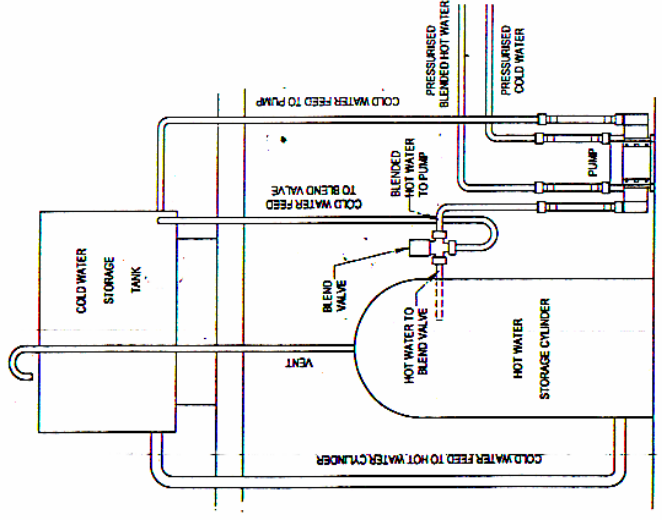 COLD WATER
STORAGE
TANK
COLD WATER FEED TO PUMP
PRESSURISED
BLENDED HOT WATER
PRESSURISED
COLD WATER
COLD WATER FEED
TO BLEND VALVE
BLENDED
HOT WATER
TO PUMP
PUMP
BLEND
VALVE
HOT WATER TO
BLEND VALVE
VENT
HOT WATER
STORAGE CYLINDER
COLD WATER FEED TO HOT WATER CYLINDER